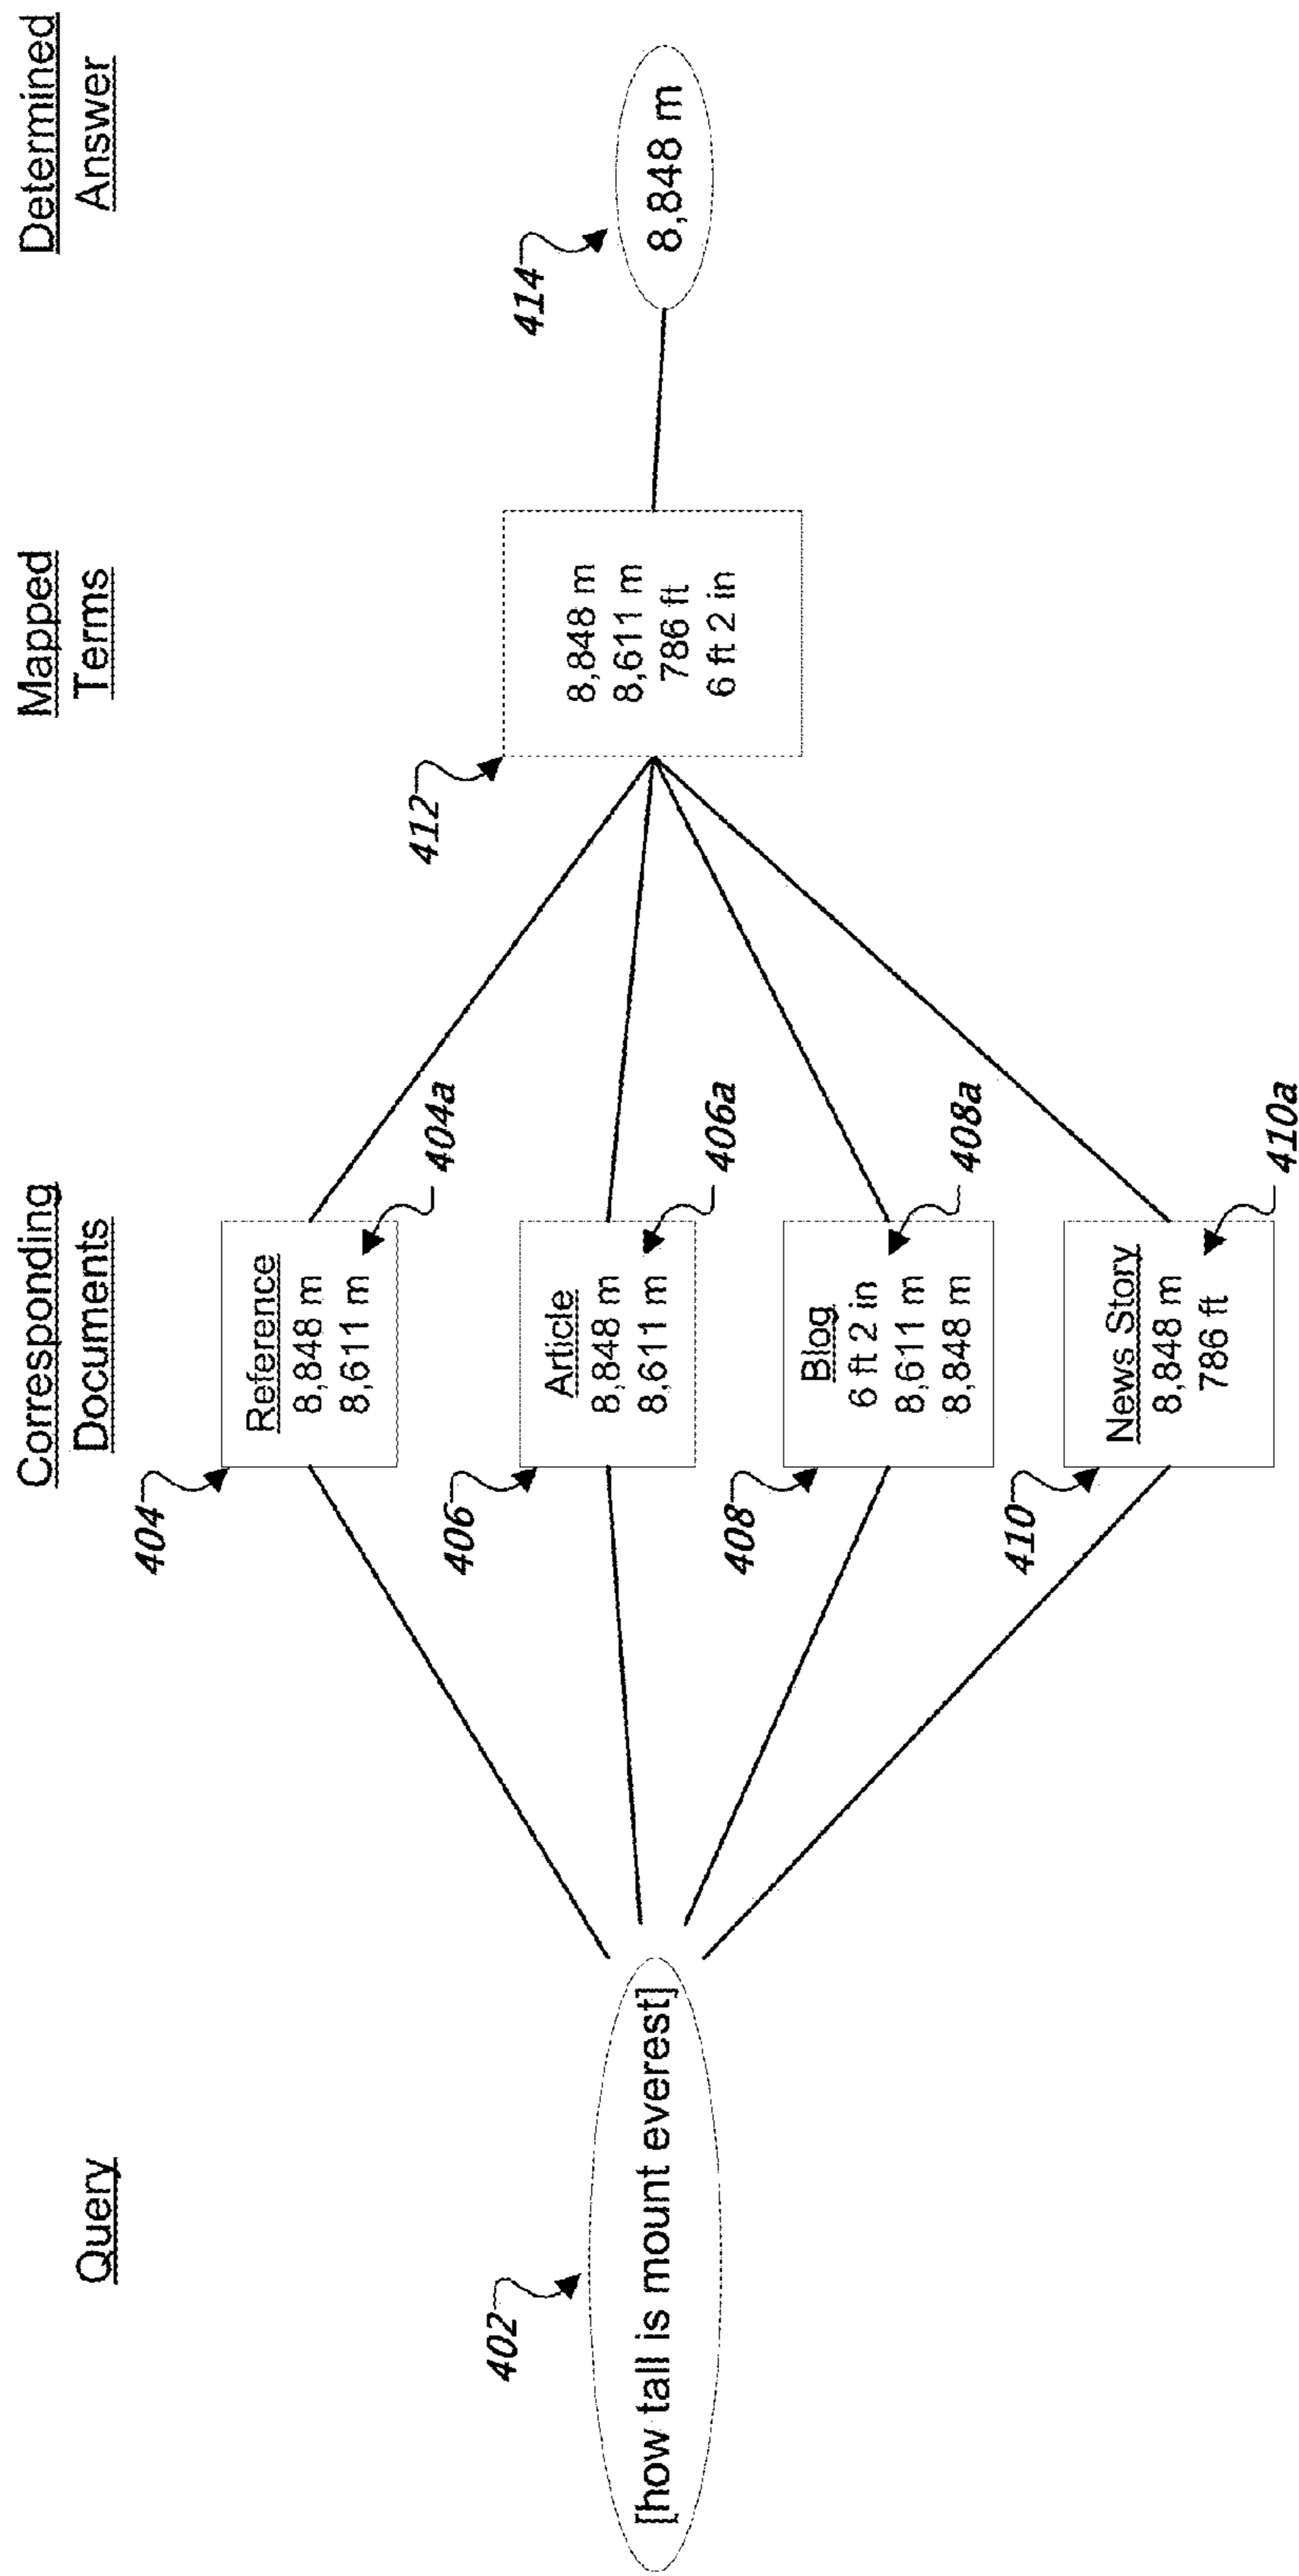 Query
Corresponding
Documents
Mapped
Terms
Determined
Answer
402
[how tall is mount everest]
404
Reference
8,848 m
8,611 m
404a
406
Article
8,848 m
8,611 m
406a
408
Blog
6 ft 2 in
8,611 m
8,848 m
408a
410
News Story
8,848 m
786 ft
410a
412
8,848 m
8,611 m
786 ft
6 ft 2 in
414
8,848 m